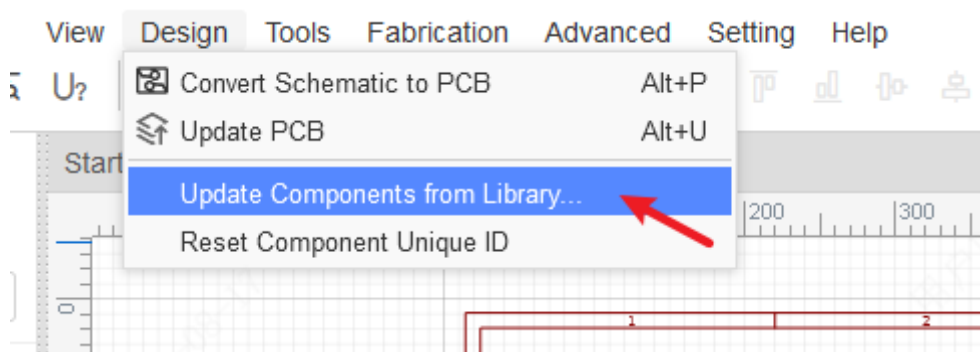 View Design Tools Fabrication Advanced Setting Help
U?
Convert Schematic to PCB Alt+P
Update PCB Alt+U
Start
Update Components from Library...
200 300
Reset Component Unique ID
0
1 2